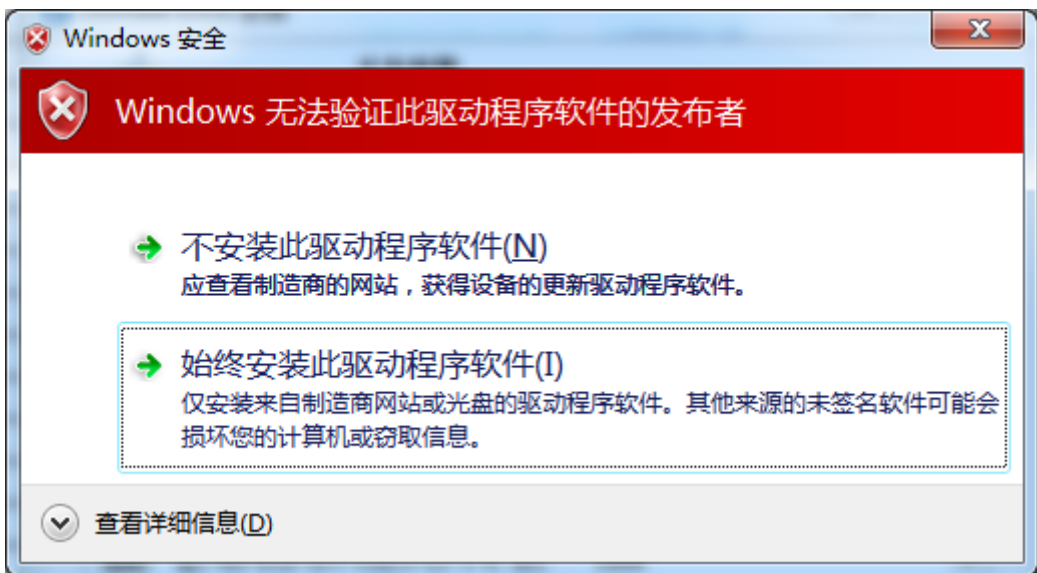 Windows 安全
Windows 无法验证此驱动程序软件的发布者
不安装此驱动程序软件(N)
应查看制造商的网站，获得设备的更新驱动程序软件。
始终安装此驱动程序软件(I)
仅安装来自制造商网站或光盘的驱动程序软件。其他来源的未签名软件可能会
损坏您的计算机或窃取信息。
查看详细信息(D)